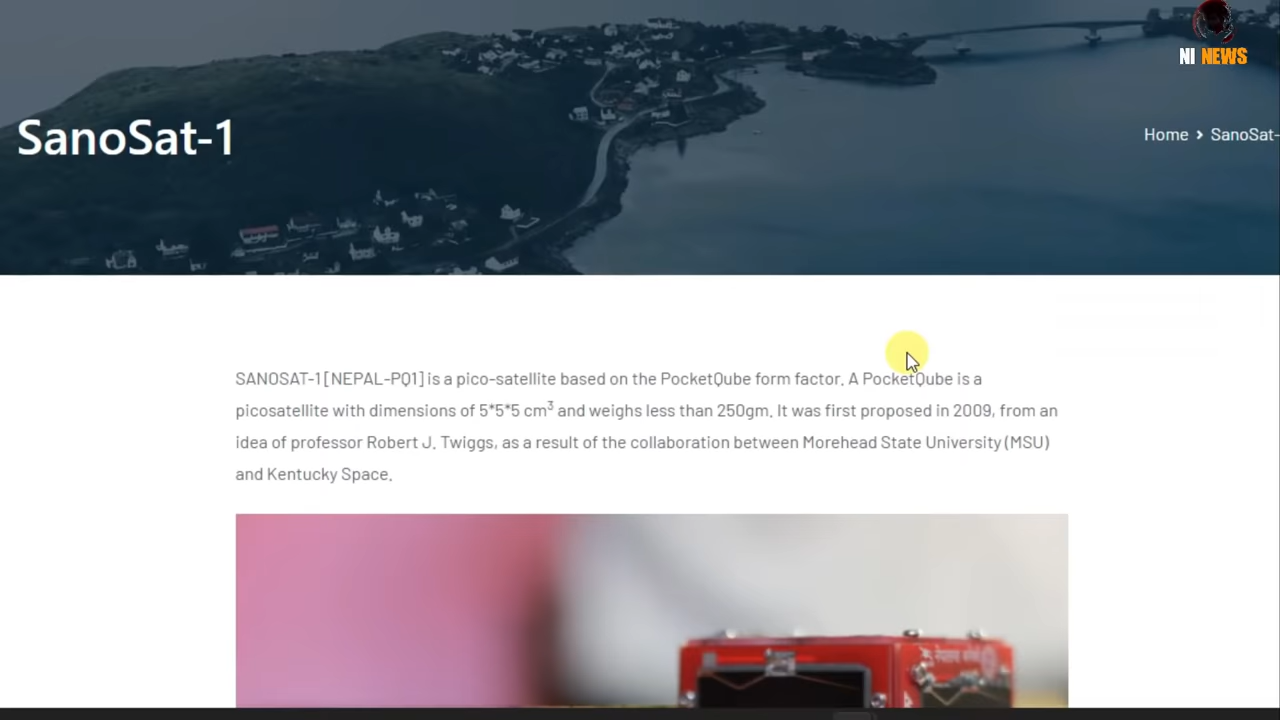 NI NEWS
SanoSat-1
Home > SanoSat-
SANOSAT-1 [NEPAL-PQ1] is a pico-satellite based on the PocketQube form factor. A PocketQube is a
picosatellite with dimensions of 5*5*5 cm³ and weighs less than 250gm. It was first proposed in 2009, from an
idea of professor Robert J. Twiggs, as a result of the collaboration between Morehead State University (MSU)
and Kentucky Space.